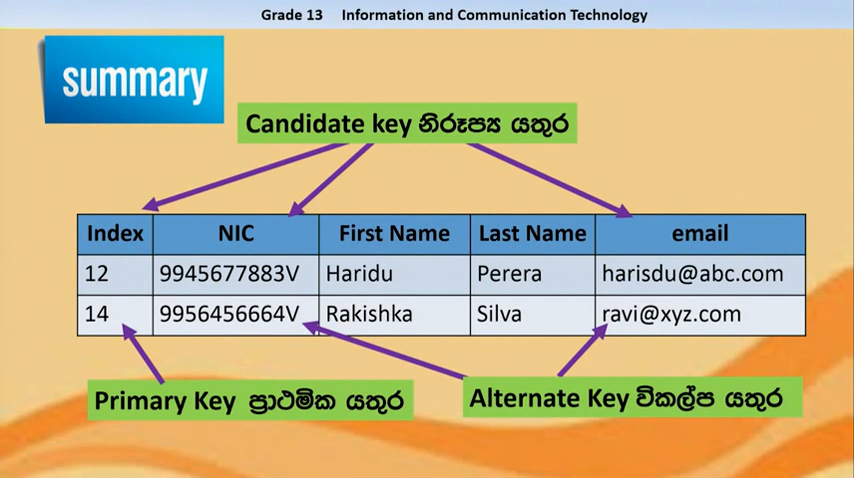 Grade 13 Information and Communication Technology
summary
Candidate key නිරූප්‍ය යතුර
Index NIC First Name Last Name email
12 9945677883V Haridu Perera harisdu@abc.com
14 9956456664V Rakishka Silva ravi@xyz.com
Primary Key ප්‍රාථමික යතුර
Alternate Key විකල්ප යතුර